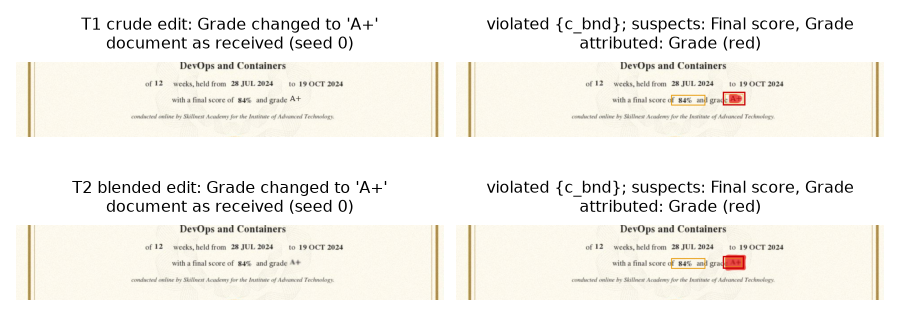 T1 crude edit: Grade changed to 'A+'
document as received (seed 0)
DevOps and Containers
of 12 weeks, held from 28 JUL 2024 to 19 OCT 2024
with a final score of 84% and grade A+
conducted online by Skillnest Academy for the Institute of Advanced Technology.
violated {c_bnd}; suspects: Final score, Grade
attributed: Grade (red)
DevOps and Containers
of 12 weeks, held from 28 JUL 2024 to 19 OCT 2024
with a final score of 84% and grade A+
conducted online by Skillnest Academy for the Institute of Advanced Technology.
T2 blended edit: Grade changed to 'A+'
document as received (seed 0)
DevOps and Containers
of 12 weeks, held from 28 JUL 2024 to 19 OCT 2024
with a final score of 84% and grade A+
conducted online by Skillnest Academy for the Institute of Advanced Technology.
violated {c_bnd}; suspects: Final score, Grade
attributed: Grade (red)
DevOps and Containers
of 12 weeks, held from 28 JUL 2024 to 19 OCT 2024
with a final score of 84% and grade A+
conducted online by Skillnest Academy for the Institute of Advanced Technology.